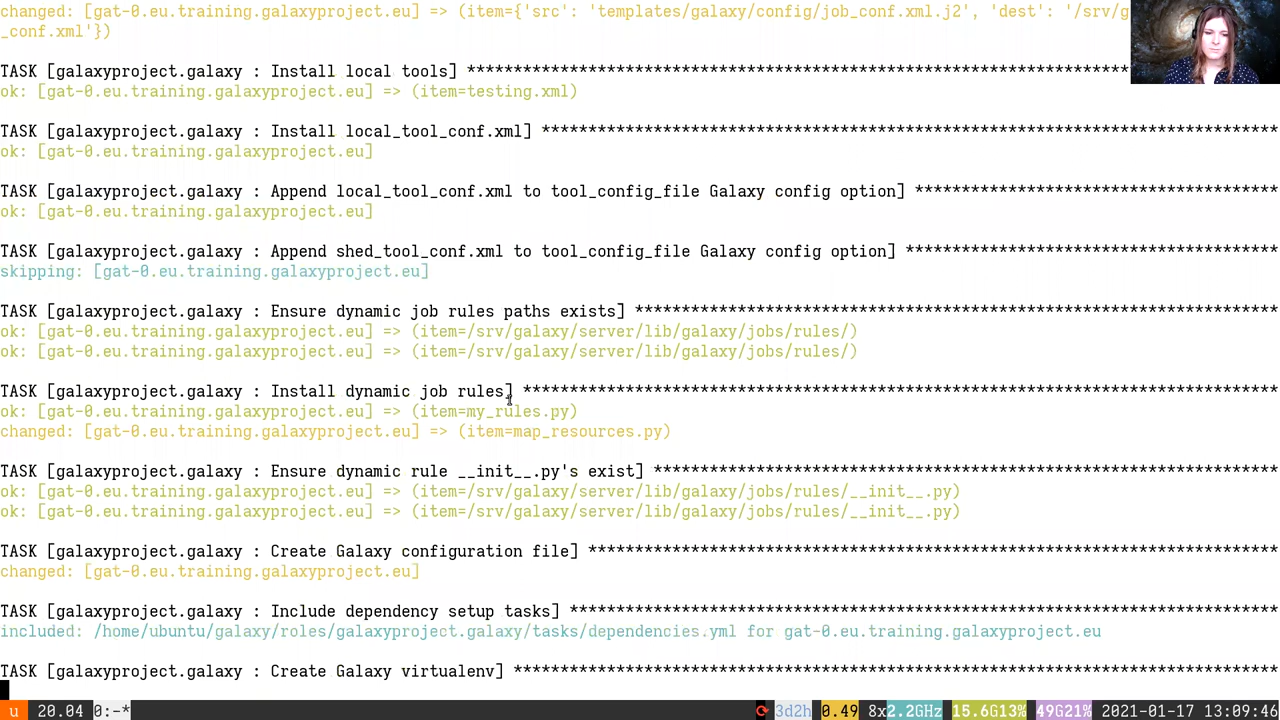 changed: [gat-0.eu.training.galaxyproject.eu] => (item={'src': 'templates/galaxy/config/job_conf.xml.j2', 'dest': '/srv/g
_conf.xml'})
TASK [galaxyproject.galaxy : Install local tools] ***********************************************************************
ok: [gat-0.eu.training.galaxyproject.eu] => (item=testing.xml)
TASK [galaxyproject.galaxy : Install local_tool_conf.xml] *******************************************************************************
ok: [gat-0.eu.training.galaxyproject.eu]
TASK [galaxyproject.galaxy : Append local_tool_conf.xml to tool_config_file Galaxy config option] ***************************************
ok: [gat-0.eu.training.galaxyproject.eu]
TASK [galaxyproject.galaxy : Append shed_tool_conf.xml to tool_config_file Galaxy config option] ****************************************
skipping: [gat-0.eu.training.galaxyproject.eu]
TASK [galaxyproject.galaxy : Ensure dynamic job rules paths exists] *********************************************************************
ok: [gat-0.eu.training.galaxyproject.eu] => (item=/srv/galaxy/server/lib/galaxy/jobs/rules/)
ok: [gat-0.eu.training.galaxyproject.eu] => (item=/srv/galaxy/server/lib/galaxy/jobs/rules/)
TASK [galaxyproject.galaxy : Install dynamic job rules] *********************************************************************************
ok: [gat-0.eu.training.galaxyproject.eu] => (item=my_rules.py)
changed: [gat-0.eu.training.galaxyproject.eu] => (item=map_resources.py)
TASK [galaxyproject.galaxy : Ensure dynamic rule __init__.py's exist] *******************************************************************
ok: [gat-0.eu.training.galaxyproject.eu] => (item=/srv/galaxy/server/lib/galaxy/jobs/rules/__init__.py)
ok: [gat-0.eu.training.galaxyproject.eu] => (item=/srv/galaxy/server/lib/galaxy/jobs/rules/__init__.py)
TASK [galaxyproject.galaxy : Create Galaxy configuration file] **************************************************************************
changed: [gat-0.eu.training.galaxyproject.eu]
TASK [galaxyproject.galaxy : Include dependency setup tasks] ****************************************************************************
included: /home/ubuntu/galaxy/roles/galaxyproject.galaxy/tasks/dependencies.yml for gat-0.eu.training.galaxyproject.eu
TASK [galaxyproject.galaxy : Create Galaxy virtualenv] **********************************************************************************
u 20.04 0:-* 3d2h 0.49 8x2.2GHz 15.6G13% 49G21% 2021-01-17 13:09:46